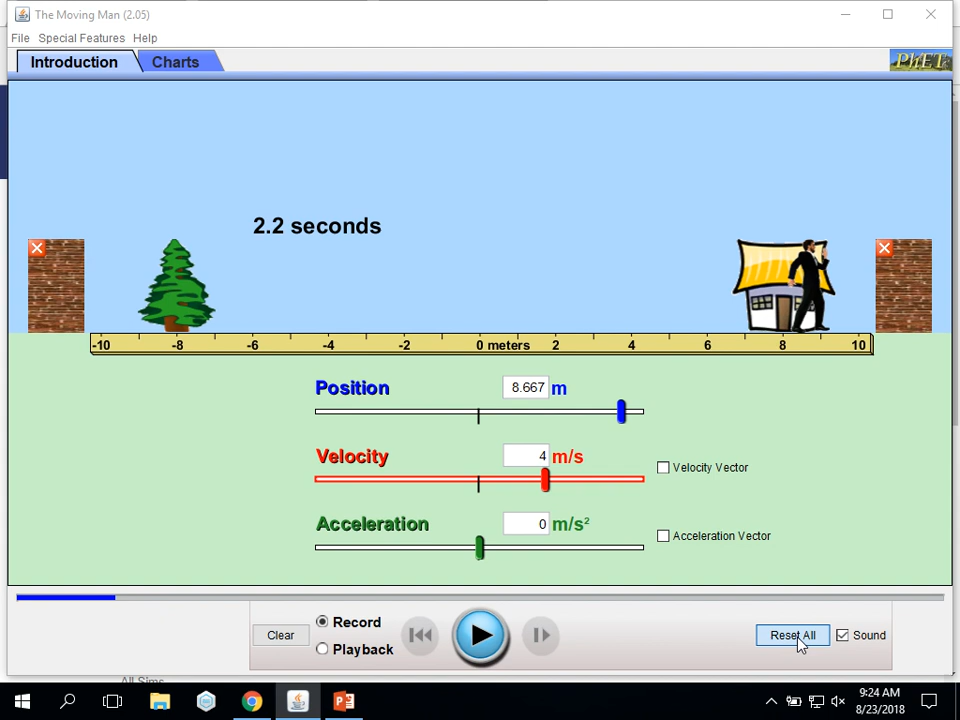 The Moving Man (2.05)
File Special Features Help
Introduction Charts
PhET
2.2 seconds
-10 -8 -6 -4 -2 0 meters 2 4 6 8 10
Position 8.667 m
Velocity 4 m/s
Velocity Vector
Acceleration 0 m/s²
Acceleration Vector
Clear
Record
Playback
Reset All
Sound
All Sims
9:24 AM
8/23/2018